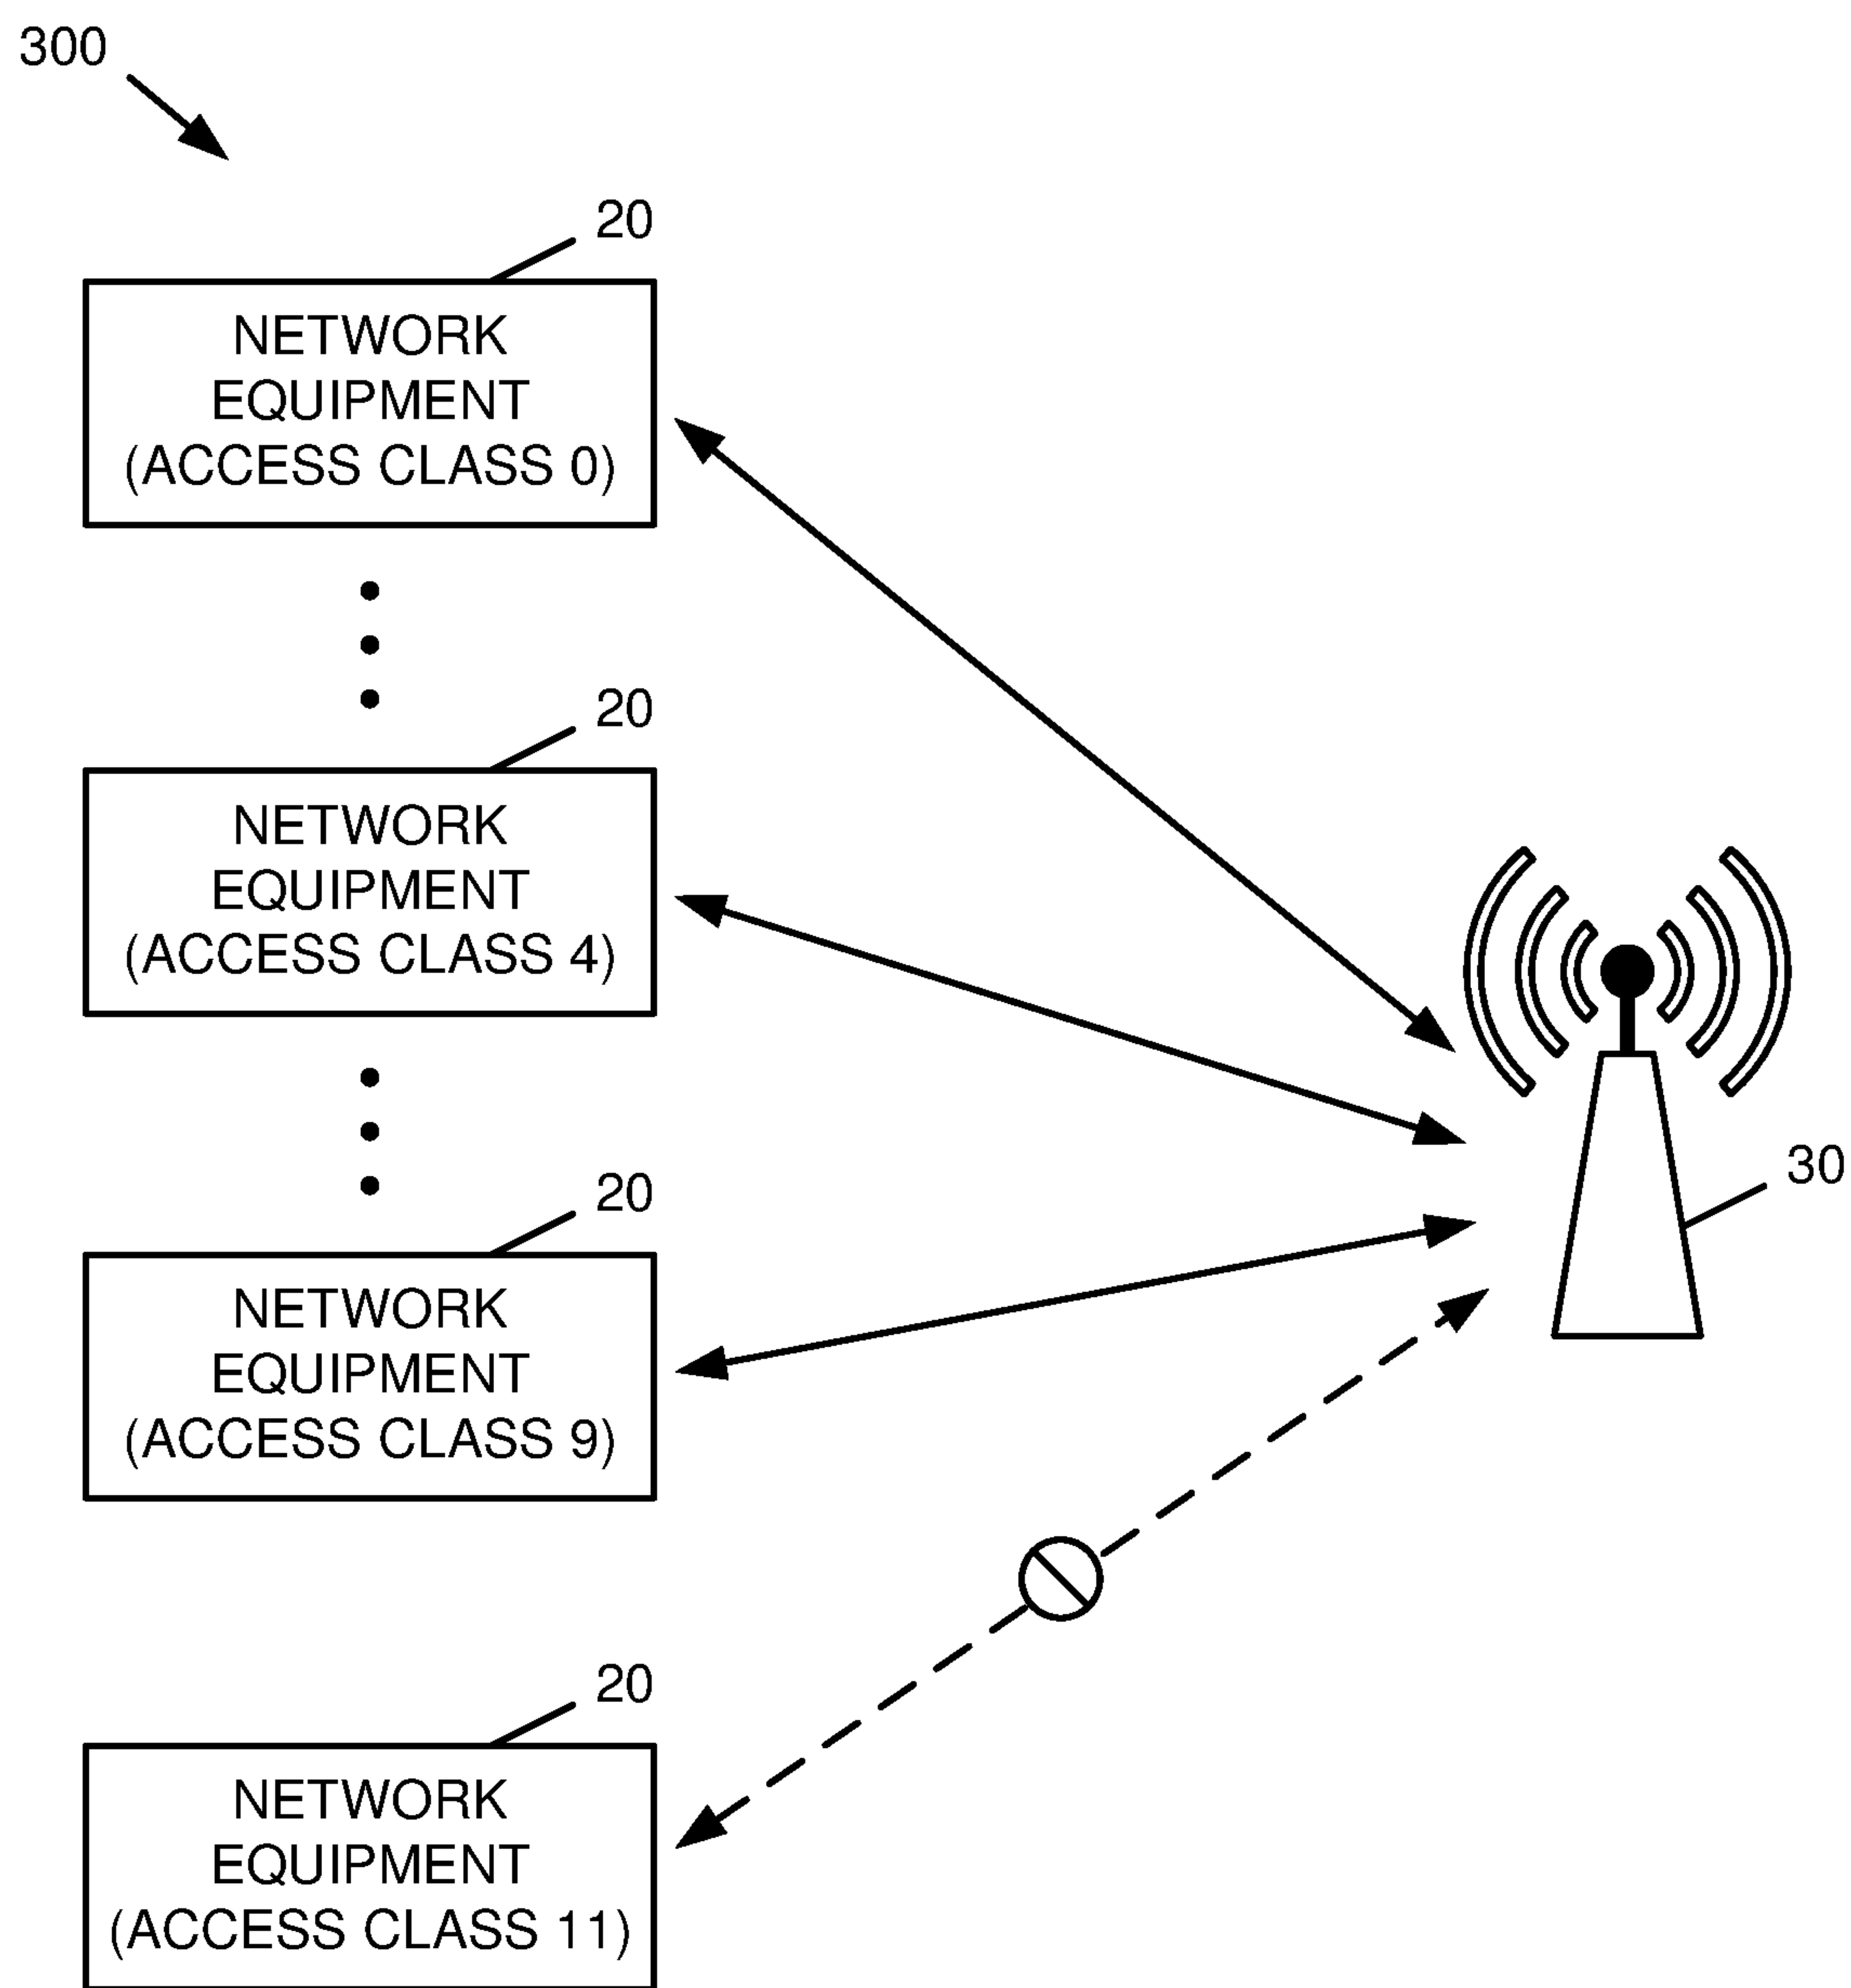 300
20
NETWORK
EQUIPMENT
(ACCESS CLASS 0)
20
NETWORK
EQUIPMENT
(ACCESS CLASS 4)
30
20
NETWORK
EQUIPMENT
(ACCESS CLASS 9)
20
NETWORK
EQUIPMENT
(ACCESS CLASS 11)